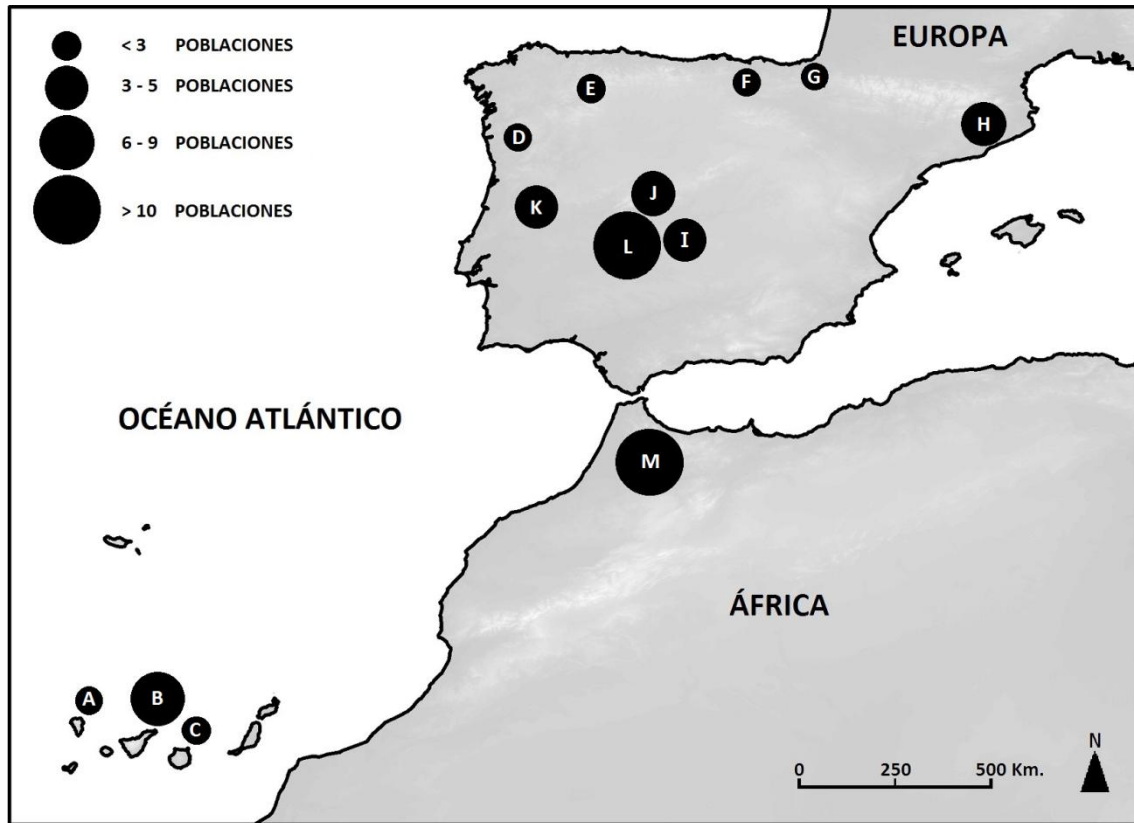 < 3 POBLACIONES
3 - 5 POBLACIONES
6 - 9 POBLACIONES
> 10 POBLACIONES
EUROPA
E
F
G
H
D
J
K
L
I
OCÉANO ATLÁNTICO
M
ÁFRICA
A
B
C
N
0 250 500 Km.